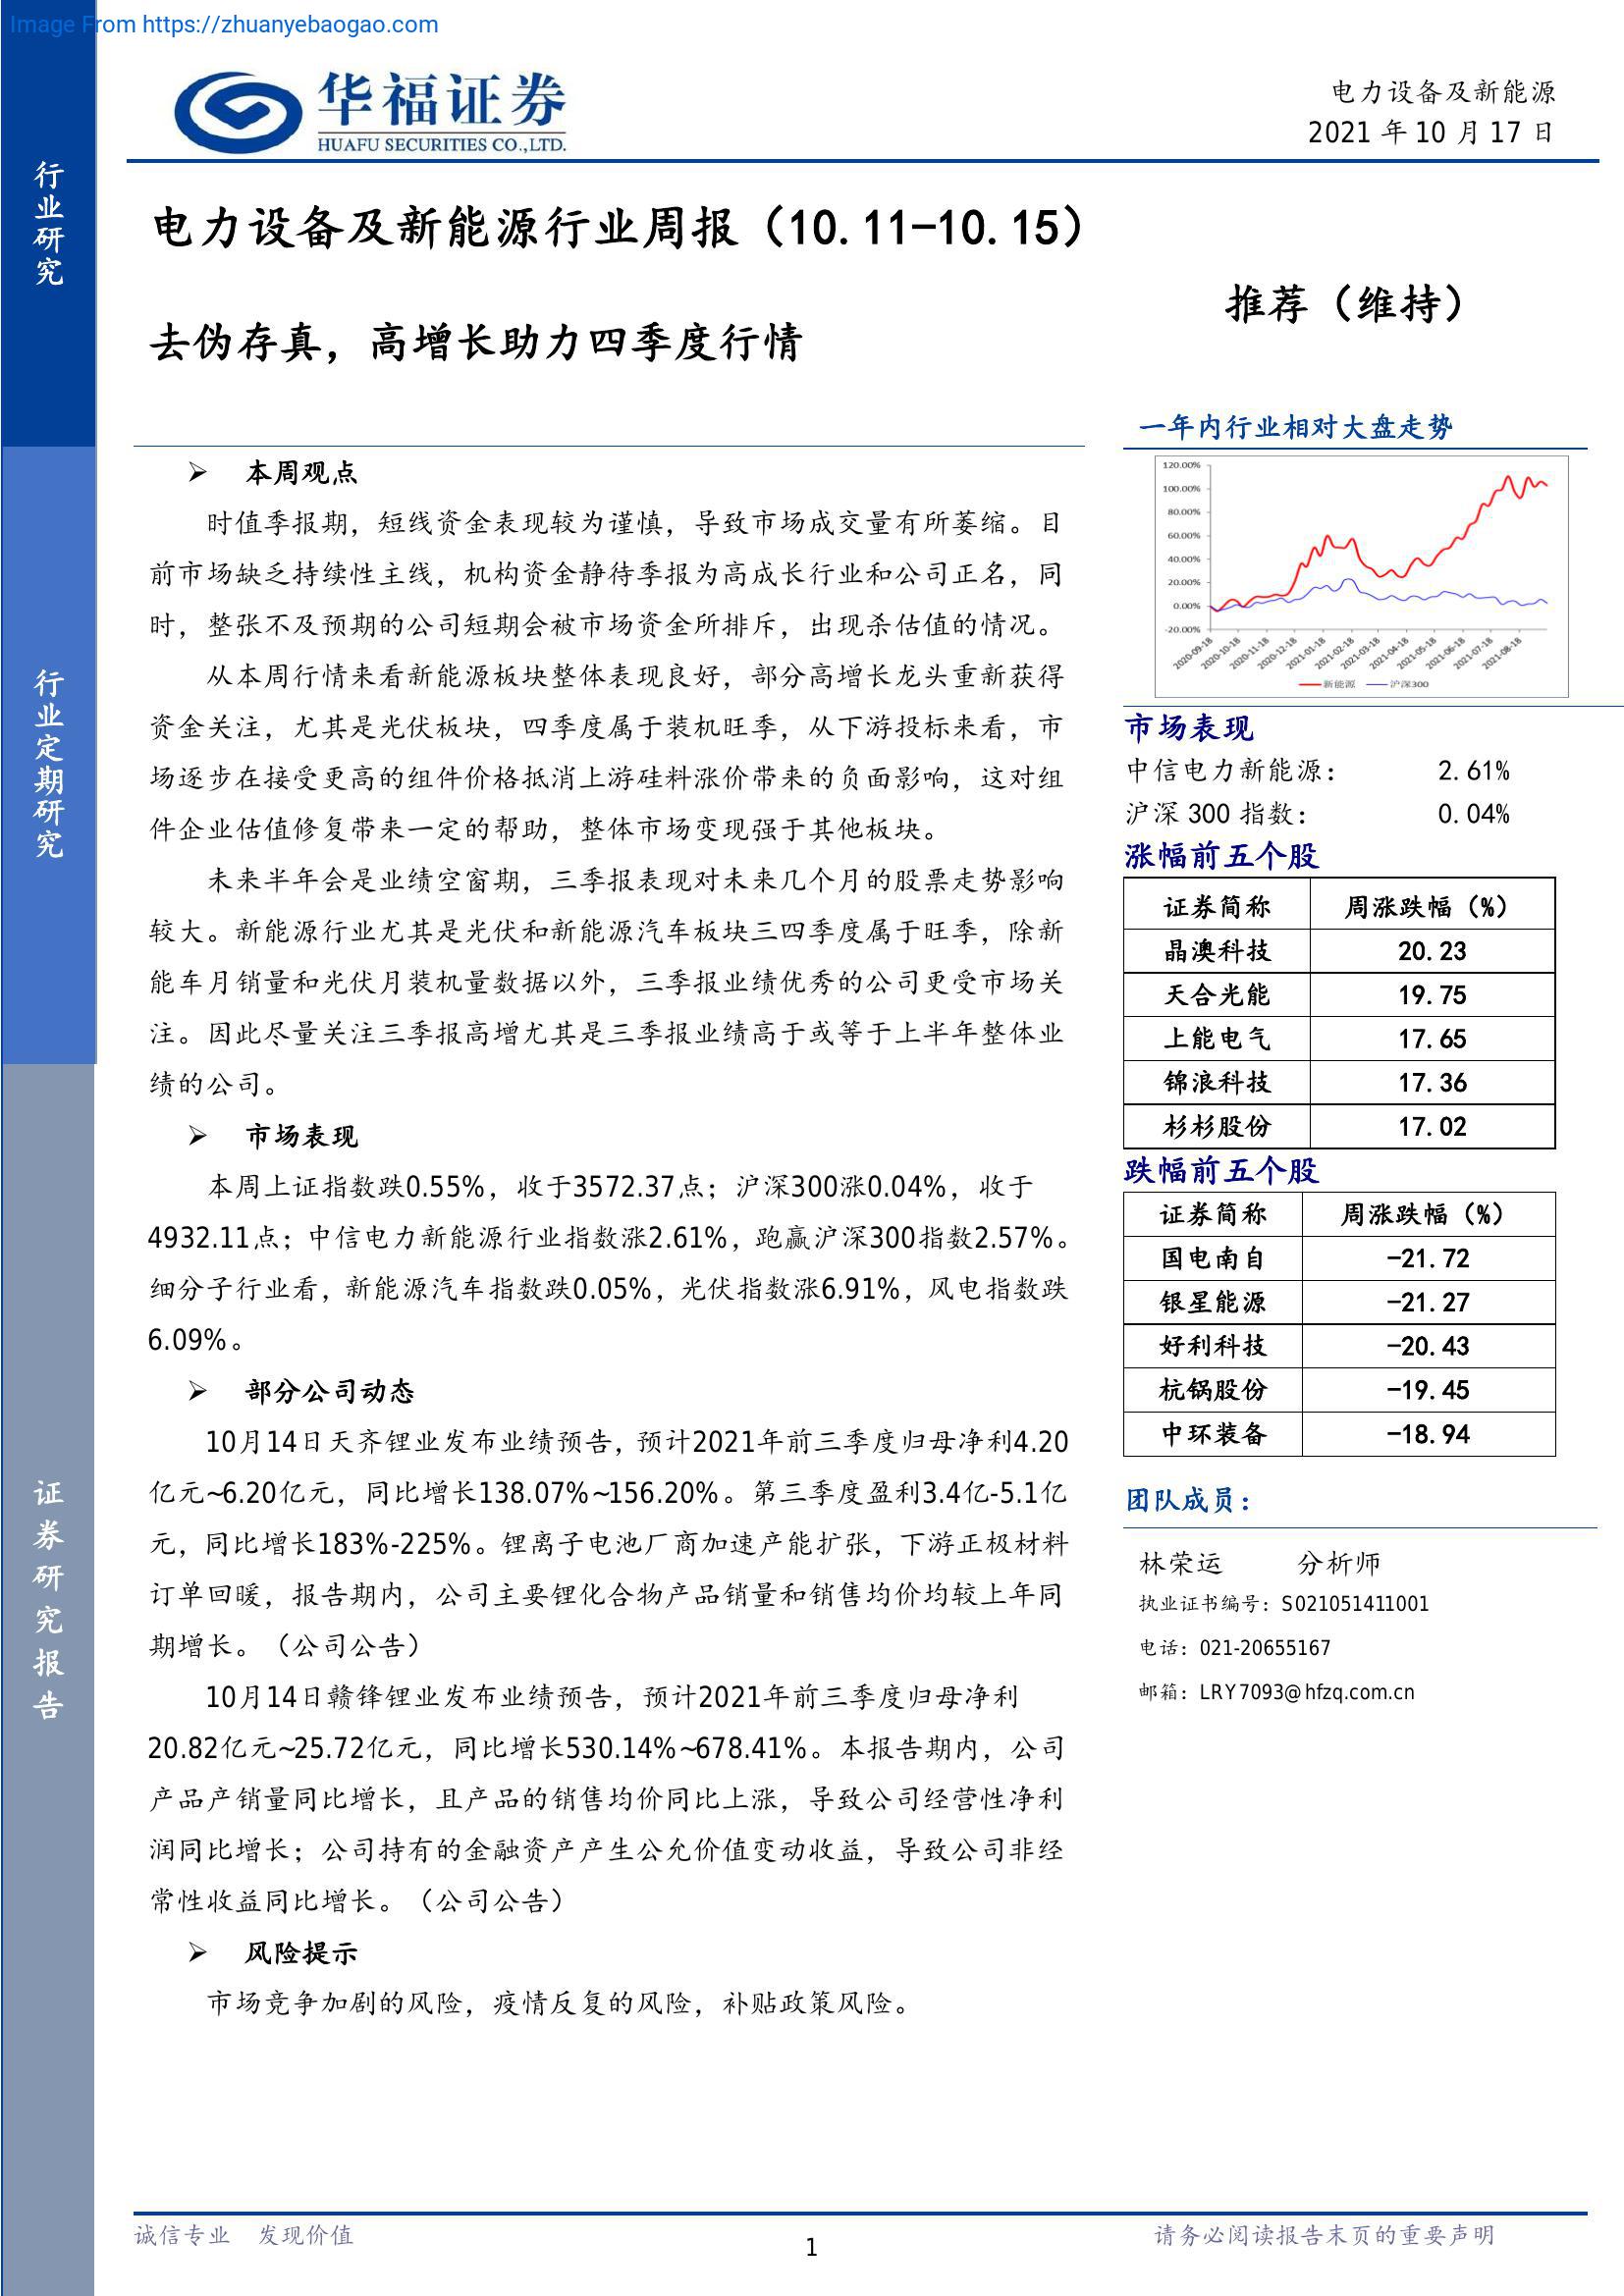 Image From https://zhuanyebaogao.com
华福证券
HUAFU SECURITIES CO.,LTD.
电力设备及新能源
2021 年 10 月 17 日
行业研究
行业定期研究
证券研究报告
电力设备及新能源行业周报（10.11-10.15）
去伪存真，高增长助力四季度行情
推荐（维持）
➢ 本周观点
时值季报期，短线资金表现较为谨慎，导致市场成交量有所萎缩。目
前市场缺乏持续性主线，机构资金静待季报为高成长行业和公司正名，同
时，整张不及预期的公司短期会被市场资金所排斥，出现杀估值的情况。
从本周行情来看新能源板块整体表现良好，部分高增长龙头重新获得
资金关注，尤其是光伏板块，四季度属于装机旺季，从下游投标来看，市
场逐步在接受更高的组件价格抵消上游硅料涨价带来的负面影响，这对组
件企业估值修复带来一定的帮助，整体市场变现强于其他板块。
未来半年会是业绩空窗期，三季报表现对未来几个月的股票走势影响
较大。新能源行业尤其是光伏和新能源汽车板块三四季度属于旺季，除新
能车月销量和光伏月装机量数据以外，三季报业绩优秀的公司更受市场关
注。因此尽量关注三季报高增尤其是三季报业绩高于或等于上半年整体业
绩的公司。
➢ 市场表现
本周上证指数跌0.55%，收于3572.37点；沪深300涨0.04%，收于
4932.11点；中信电力新能源行业指数涨2.61%，跑赢沪深300指数2.57%。
细分子行业看，新能源汽车指数跌0.05%，光伏指数涨6.91%，风电指数跌
6.09%。
➢ 部分公司动态
10月14日天齐锂业发布业绩预告，预计2021年前三季度归母净利4.20
亿元~6.20亿元，同比增长138.07%~156.20%。第三季度盈利3.4亿-5.1亿
元，同比增长183%-225%。锂离子电池厂商加速产能扩张，下游正极材料
订单回暖，报告期内，公司主要锂化合物产品销量和销售均价均较上年同
期增长。（公司公告）
10月14日赣锋锂业发布业绩预告，预计2021年前三季度归母净利
20.82亿元~25.72亿元，同比增长530.14%~678.41%。本报告期内，公司
产品产销量同比增长，且产品的销售均价同比上涨，导致公司经营性净利
润同比增长；公司持有的金融资产产生公允价值变动收益，导致公司非经
常性收益同比增长。（公司公告）
➢ 风险提示
市场竞争加剧的风险，疫情反复的风险，补贴政策风险。
一年内行业相对大盘走势
120.00%
100.00%
80.00%
60.00%
40.00%
20.00%
0.00%
-20.00%
2020-09-18
2020-10-18
2020-11-18
2020-12-18
2021-01-18
2021-02-18
2021-03-18
2021-04-18
2021-05-18
2021-06-18
2021-07-18
2021-08-18
新能源 沪深300
市场表现
中信电力新能源： 2.61%
沪深 300 指数： 0.04%
涨幅前五个股
证券简称 周涨跌幅（%）
晶澳科技 20.23
天合光能 19.75
上能电气 17.65
锦浪科技 17.36
杉杉股份 17.02
跌幅前五个股
证券简称 周涨跌幅（%）
国电南自 -21.72
银星能源 -21.27
好利科技 -20.43
杭锅股份 -19.45
中环装备 -18.94
团队成员：
林荣运 分析师
执业证书编号：S021051411001
电话：021-20655167
邮箱：LRY7093@hfzq.com.cn
诚信专业 发现价值
1
请务必阅读报告末页的重要声明